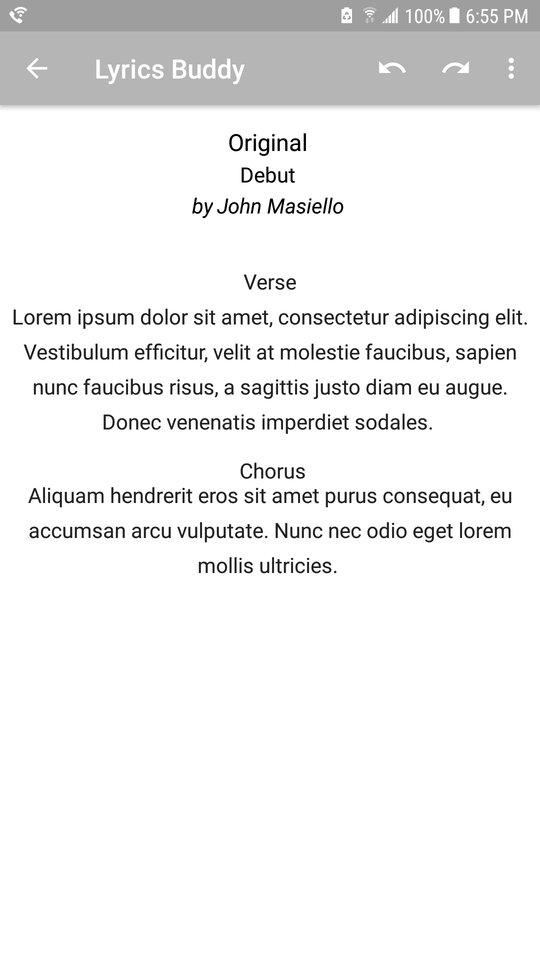 100% 6:55 PM
Lyrics Buddy
Original
Debut
by John Masiello
Verse
Lorem ipsum dolor sit amet, consectetur adipiscing elit.
Vestibulum efficitur, velit at molestie faucibus, sapien
nunc faucibus risus, a sagittis justo diam eu augue.
Donec venenatis imperdiet sodales.
Chorus
Aliquam hendrerit eros sit amet purus consequat, eu
accumsan arcu vulputate. Nunc nec odio eget lorem
mollis ultricies.